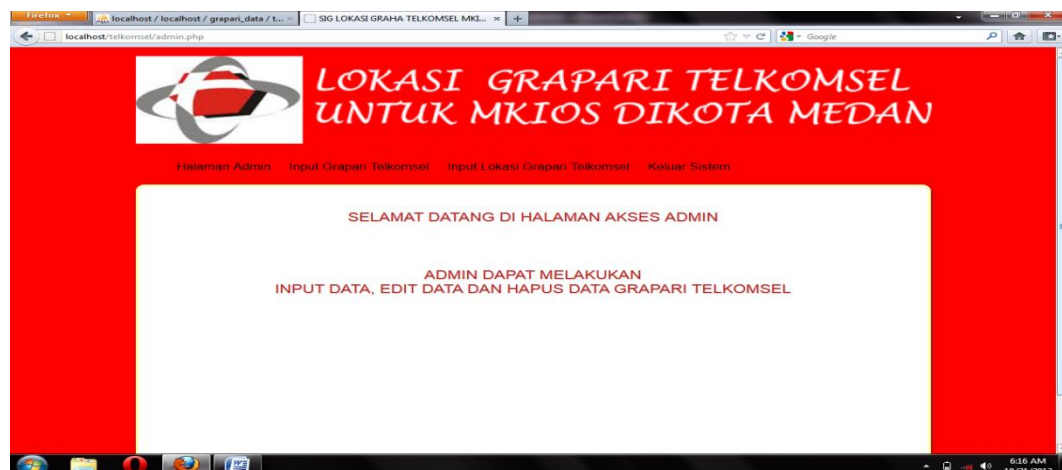 Firefox
localhost / localhost / grapari_data / t...
SIG LOKASI GRAHA TELKOMSEL MKI...
localhost/telkomsel/admin.php
Google
LOKASI GRAPARI TELKOMSEL
UNTUK MKIOS DIKOTA MEDAN
Halaman Admin Input Grapari Telkomsel Input Lokasi Grapari Telkomsel Keluar Sistem
SELAMAT DATANG DI HALAMAN AKSES ADMIN
ADMIN DAPAT MELAKUKAN
INPUT DATA, EDIT DATA DAN HAPUS DATA GRAPARI TELKOMSEL
6:16 AM